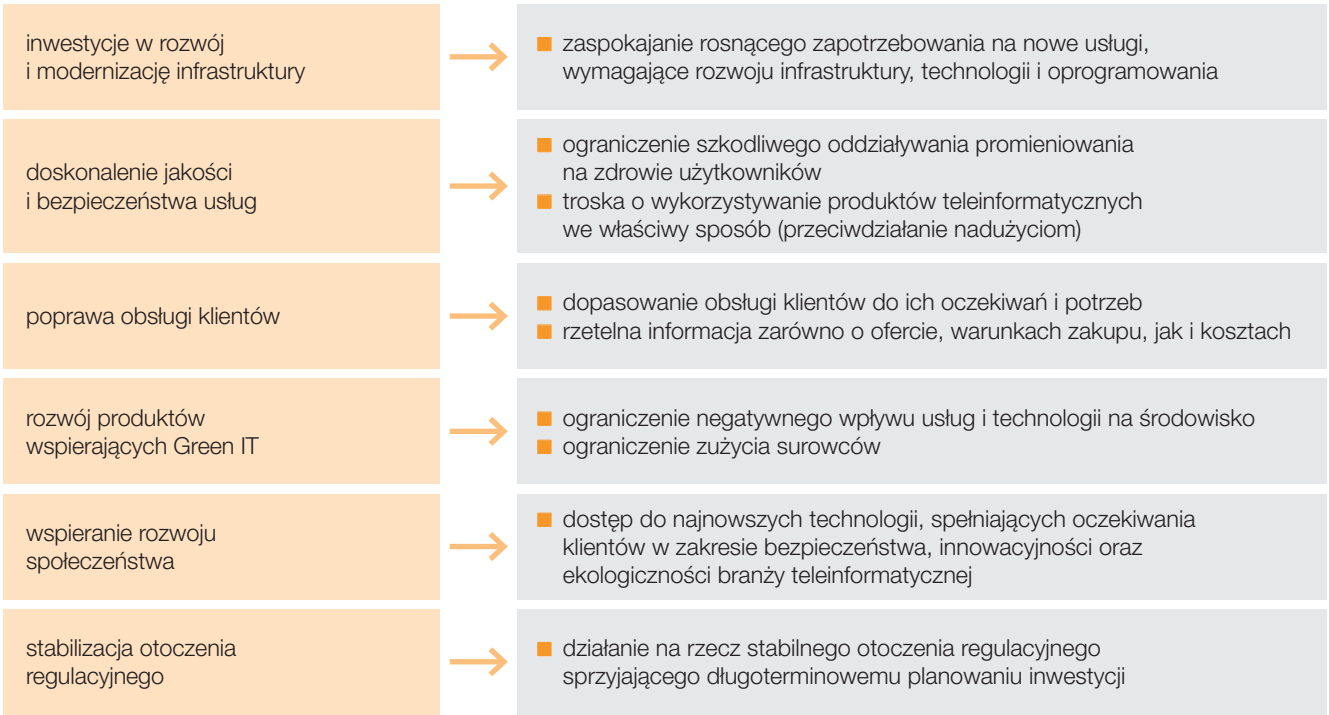 inwestycje w rozwój
i modernizację infrastruktury
zaspokajanie rosnącego zapotrzebowania na nowe usługi,
wymagające rozwoju infrastruktury, technologii i oprogramowania
doskonalenie jakości
i bezpieczeństwa usług
ograniczenie szkodliwego oddziaływania promieniowania
na zdrowie użytkowników
troska o wykorzystywanie produktów teleinformatycznych
we właściwy sposób (przeciwdziałanie nadużyciom)
poprawa obsługi klientów
dopasowanie obsługi klientów do ich oczekiwań i potrzeb
rzetelna informacja zarówno o ofercie, warunkach zakupu, jak i kosztach
rozwój produktów
wspierających Green IT
ograniczenie negatywnego wpływu usług i technologii na środowisko
ograniczenie zużycia surowców
wspieranie rozwoju
społeczeństwa
dostęp do najnowszych technologii, spełniających oczekiwania
klientów w zakresie bezpieczeństwa, innowacyjności oraz
ekologiczności branży teleinformatycznej
stabilizacja otoczenia
regulacyjnego
działanie na rzecz stabilnego otoczenia regulacyjnego
sprzyjającego długoterminowemu planowaniu inwestycji